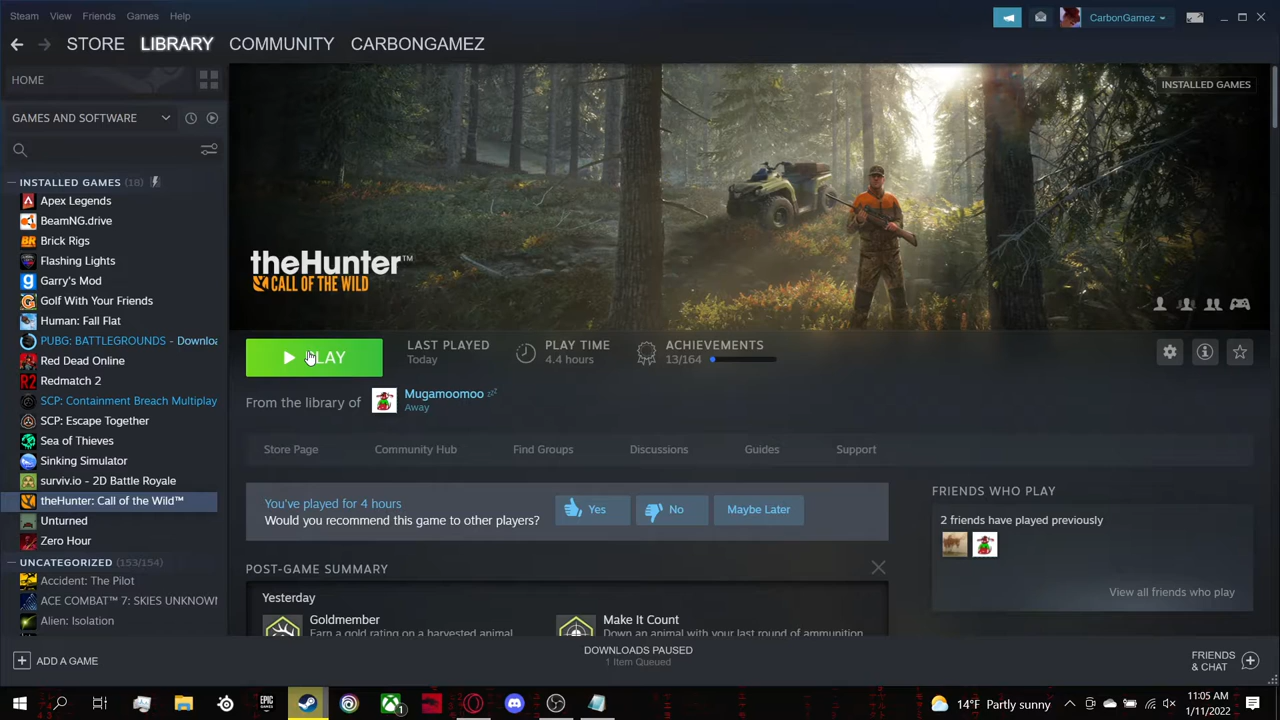 Steam View Friends Games Help
CarbonGamez
STORE LIBRARY COMMUNITY CARBONGAMEZ
HOME
GAMES AND SOFTWARE
INSTALLED GAMES (18)
Apex Legends
BeamNG.drive
Brick Rigs
Flashing Lights
Garry's Mod
Golf With Your Friends
Human: Fall Flat
PUBG: BATTLEGROUNDS - Downloa
Red Dead Online
Redmatch 2
SCP: Containment Breach Multiplay
SCP: Escape Together
Sea of Thieves
Sinking Simulator
surviv.io - 2D Battle Royale
theHunter: Call of the Wild™
Unturned
Zero Hour
UNCATEGORIZED (153/154)
Accident: The Pilot
ACE COMBAT™ 7: SKIES UNKNOWN
Alien: Isolation
ADD A GAME
INSTALLED GAMES
theHunter™
CALL OF THE WILD
PLAY
LAST PLAYED
Today
PLAY TIME
4.4 hours
ACHIEVEMENTS
13/164
From the library of
Mugamoomoo
Away
Store Page Community Hub Find Groups Discussions Guides Support
You've played for 4 hours
Would you recommend this game to other players?
Yes No Maybe Later
FRIENDS WHO PLAY
2 friends have played previously
View all friends who play
POST-GAME SUMMARY
Yesterday
Goldmember
Earn a gold rating on a harvested animal
Make It Count
Down an animal with your last round of ammunition
DOWNLOADS PAUSED
1 Item Queued
FRIENDS
& CHAT
EPIC
GAMES
1
14°F Partly sunny
11:05 AM
1/11/2022